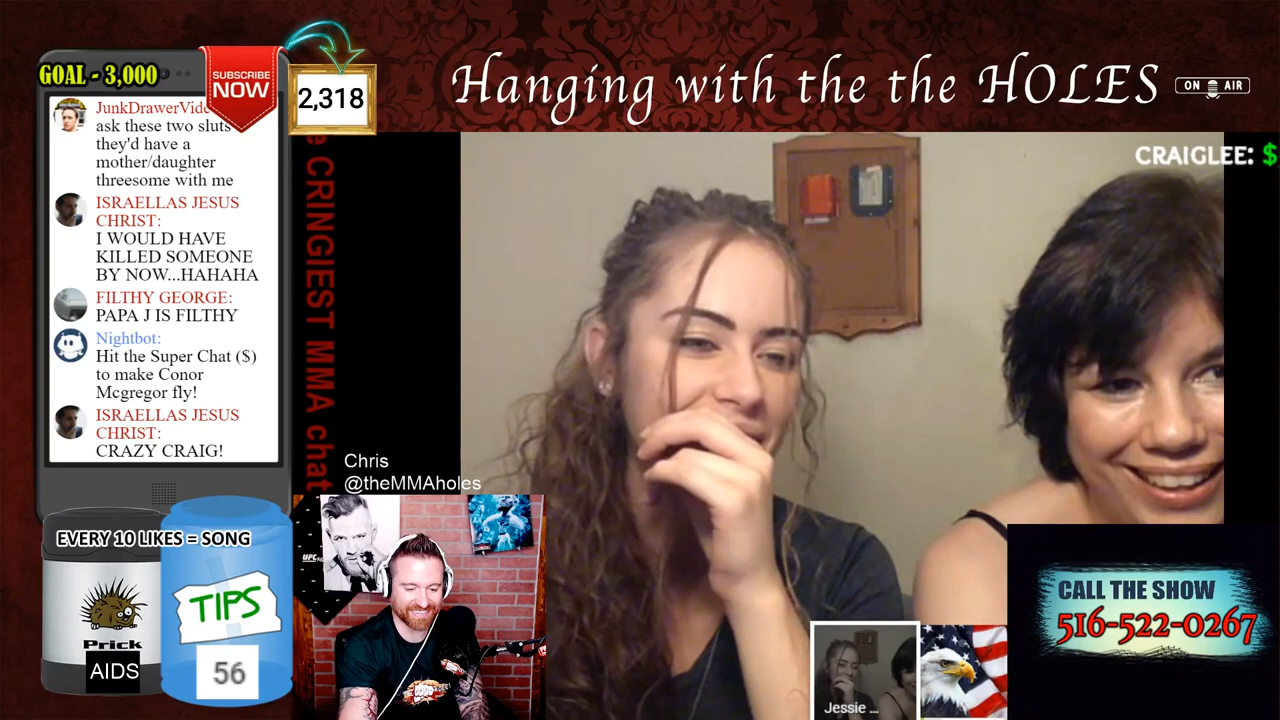 GOAL - 3,000
SUBSCRIBE
NOW
2,318
Hanging with the the HOLES
ON AIR
CRAIGLEE: $
JunkDrawerVid
ask these two sluts
they'd have a
mother/daughter
threesome with me
ISRAELLAS JESUS
CHRIST:
I WOULD HAVE
KILLED SOMEONE
BY NOW...HAHAHA
FILTHY GEORGE:
PAPA J IS FILTHY
Nightbot:
Hit the Super Chat ($)
to make Conor
Mcgregor fly!
ISRAELLAS JESUS
CHRIST:
CRAZY CRAIG!
CRINGIEST MMA chat
Chris
@theMMAholes
EVERY 10 LIKES = SONG
Prick
AIDS
TIPS
56
UFC
Jessie ...
CALL THE SHOW
516-522-0267